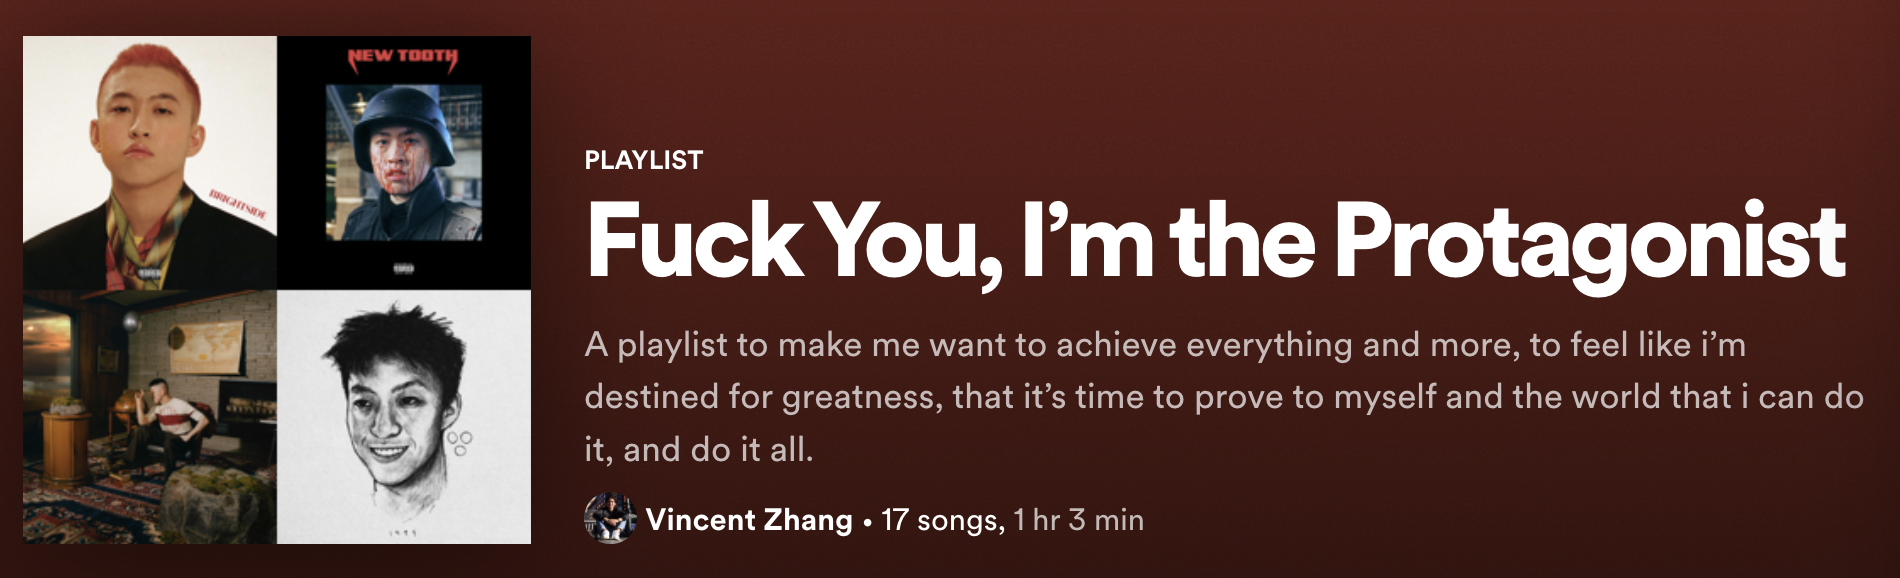 NEW TOOTH
BRIGHTSIDE
1999
PLAYLIST
Fuck You, I’m the Protagonist
A playlist to make me want to achieve everything and more, to feel like i’m
destined for greatness, that it’s time to prove to myself and the world that i can do
it, and do it all.
Vincent Zhang • 17 songs, 1 hr 3 min